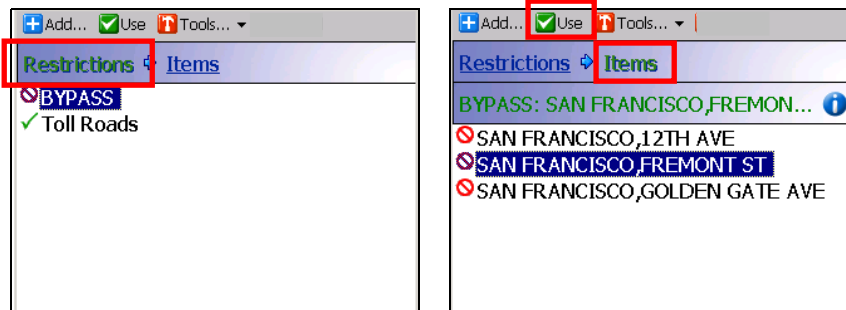 Add... Use Tools...
Restrictions Items
BYPASS
Toll Roads
Add... Use Tools...
Restrictions Items
BYPASS: SAN FRANCISCO,FREMON...
SAN FRANCISCO,12TH AVE
SAN FRANCISCO,FREMONT ST
SAN FRANCISCO,GOLDEN GATE AVE